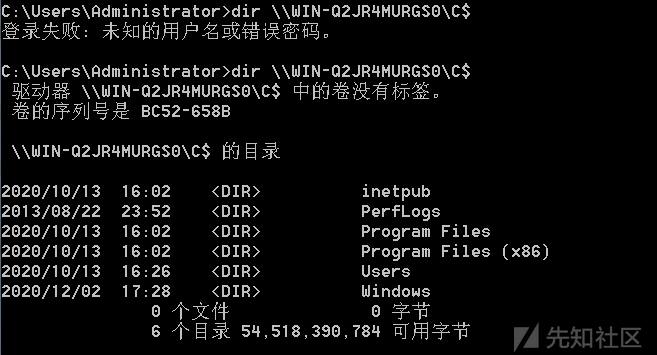 C:\Users\Administrator>dir \\WIN-Q2JR4MURGS0\C$
登录失败: 未知的用户名或错误密码。
C:\Users\Administrator>dir \\WIN-Q2JR4MURGS0\C$
驱动器 \\WIN-Q2JR4MURGS0\C$ 中的卷没有标签。
卷的序列号是 BC52-658B
\\WIN-Q2JR4MURGS0\C$ 的目录
2020/10/13  16:02    <DIR>          inetpub
2013/08/22  23:52    <DIR>          PerfLogs
2020/10/13  16:02    <DIR>          Program Files
2020/10/13  16:02    <DIR>          Program Files (x86)
2020/10/13  16:26    <DIR>          Users
2020/12/02  17:28    <DIR>          Windows
0 个文件              0 字节
6 个目录 54,518,390,784 可用字节
先知社区